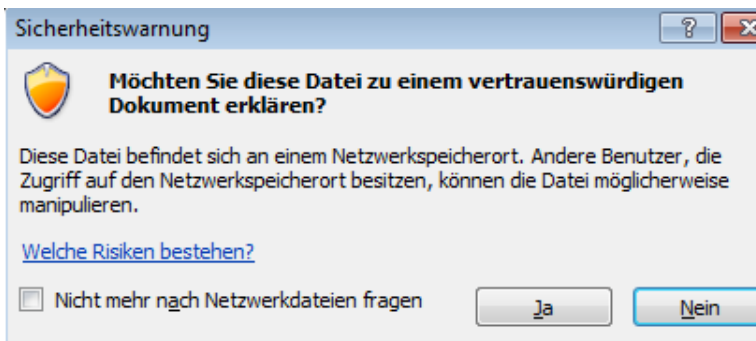 Sicherheitswarnung
Möchten Sie diese Datei zu einem vertrauenswürdigen
Dokument erklären?
Diese Datei befindet sich an einem Netzwerkspeicherort. Andere Benutzer, die
Zugriff auf den Netzwerkspeicherort besitzen, können die Datei möglicherweise
manipulieren.
Welche Risiken bestehen?
Nicht mehr nach Netzwerkdateien fragen
Ja
Nein